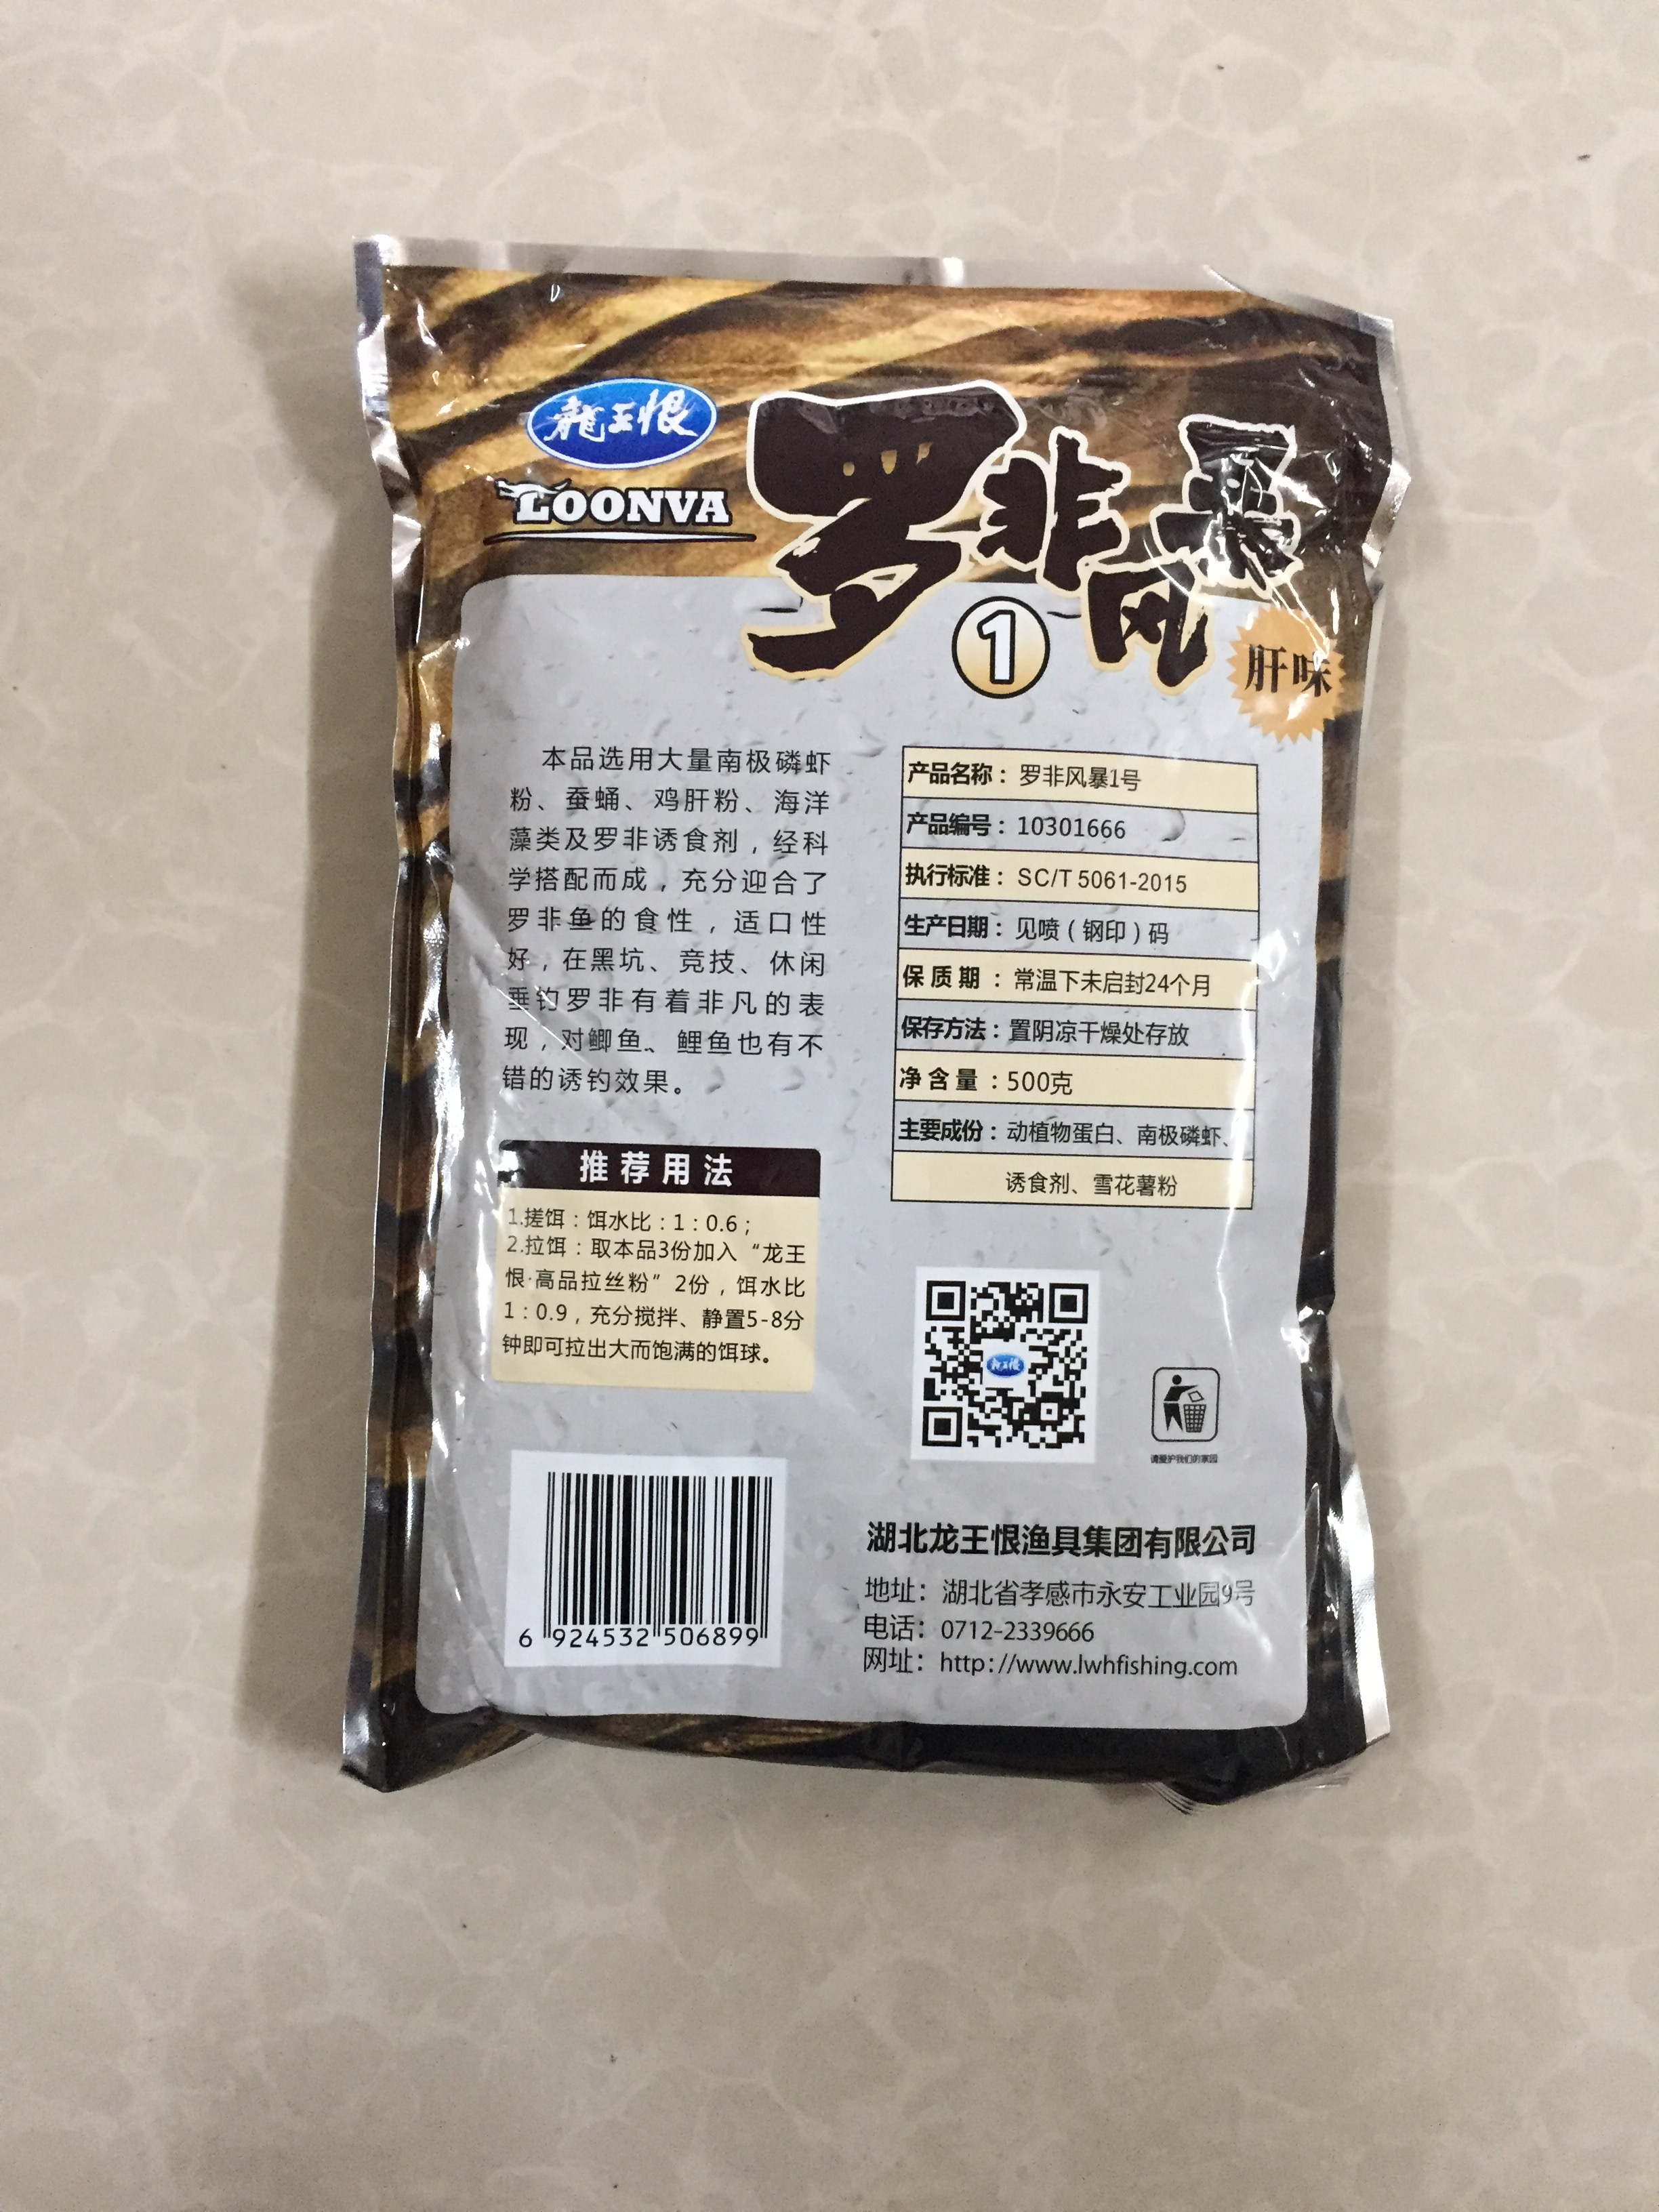 龍王恨
LOONVA
罗非风暴
1
肝味
本品选用大量南极磷虾
粉、蚕蛹、鸡肝粉、海洋
藻类及罗非诱食剂，经科
学搭配而成，充分迎合了
罗非鱼的食性，适口性
好，在黑坑、竞技、休闲
垂钓罗非有着非凡的表
现，对鲫鱼、鲤鱼也有不
错的诱钓效果。
推荐用法
1.搓饵：饵水比：1：0.6；
2.拉饵：取本品3份加入“龙王
恨·高品拉丝粉”2份，饵水比
1：0.9，充分搅拌、静置5-8分
钟即可拉出大而饱满的饵球。
产品名称：罗非风暴1号
产品编号：10301666
执行标准：SC/T 5061-2015
生产日期：见喷（钢印）码
保质期：常温下未启封24个月
保存方法：置阴凉干燥处存放
净含量：500克
主要成份：动植物蛋白、南极磷虾、
诱食剂、雪花薯粉
龍王恨
请爱护我们的家园
6 924532 506899
湖北龙王恨渔具集团有限公司
地址：湖北省孝感市永安工业园9号
电话：0712-2339666
网址：http://www.lwhfishing.com